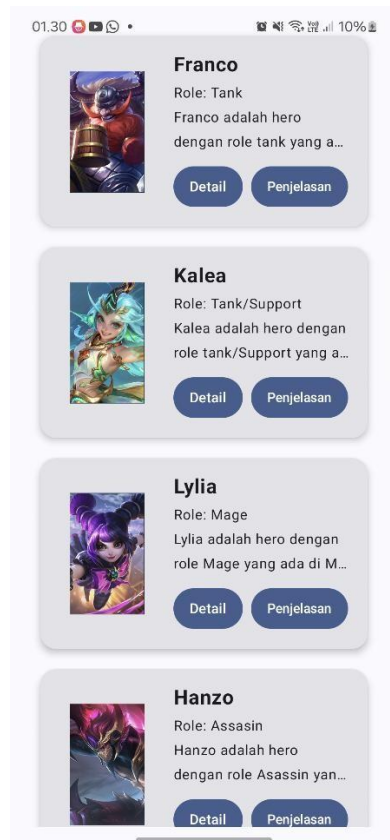 01.30
VoD
LTE
10%
Franco
Role: Tank
Franco adalah hero
dengan role tank yang a...
Detail
Penjelasan
Kalea
Role: Tank/Support
Kalea adalah hero dengan
role tank/Support yang a...
Detail
Penjelasan
Lylia
Role: Mage
Lylia adalah hero dengan
role Mage yang ada di M...
Detail
Penjelasan
Hanzo
Role: Assasin
Hanzo adalah hero
dengan role Asassin yan...
Detail
Penjelasan